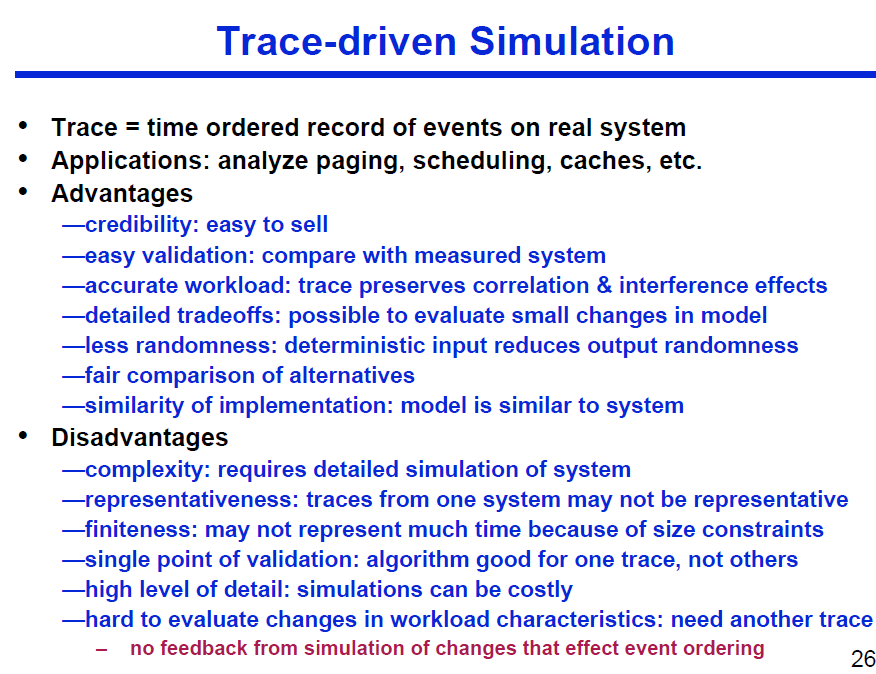 Trace-driven Simulation
• Trace = time ordered record of events on real system
• Applications: analyze paging, scheduling, caches, etc.
• Advantages
—credibility: easy to sell
—easy validation: compare with measured system
—accurate workload: trace preserves correlation & interference effects
—detailed tradeoffs: possible to evaluate small changes in model
—less randomness: deterministic input reduces output randomness
—fair comparison of alternatives
—similarity of implementation: model is similar to system
• Disadvantages
—complexity: requires detailed simulation of system
—representativeness: traces from one system may not be representative
—finiteness: may not represent much time because of size constraints
—single point of validation: algorithm good for one trace, not others
—high level of detail: simulations can be costly
—hard to evaluate changes in workload characteristics: need another trace
– no feedback from simulation of changes that effect event ordering
26